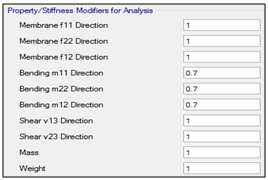 Property/Stiffness Modifiers for Analysis
Membrane f11 Direction 1
Membrane f22 Direction 1
Membrane f12 Direction 1
Bending m11 Direction 0.7
Bending m22 Direction 0.7
Bending m12 Direction 0.7
Shear v13 Direction 1
Shear v23 Direction 1
Mass 1
Weight 1